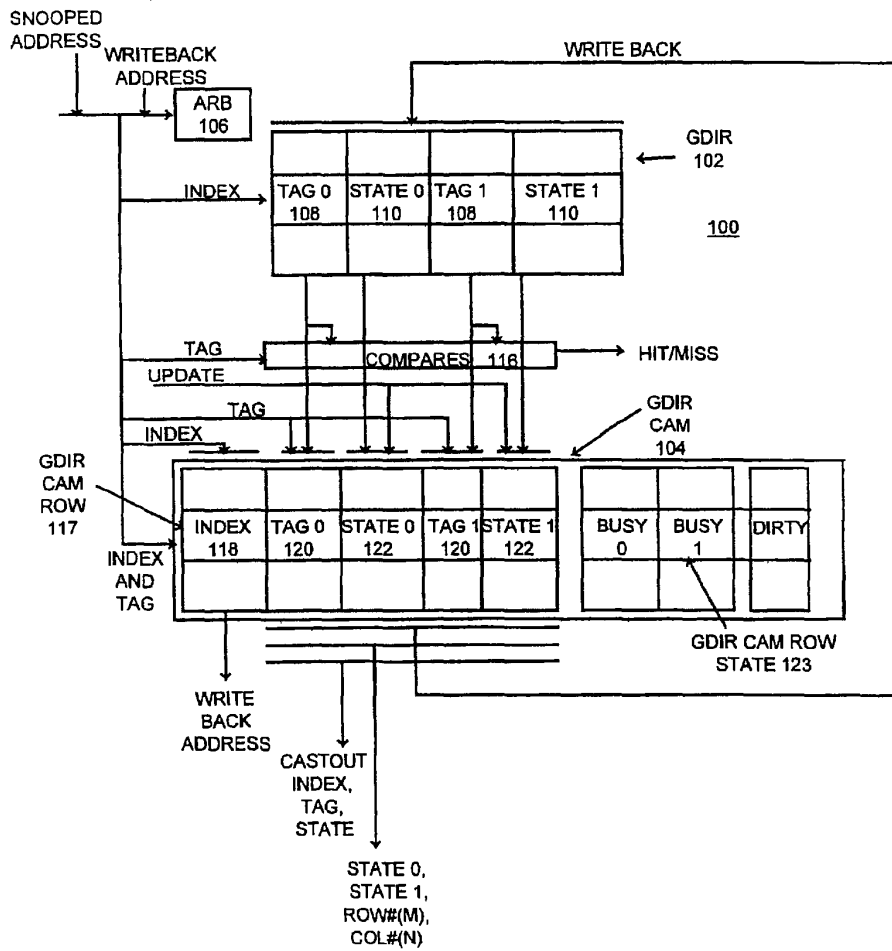 SNOOPED
ADDRESS
WRITEBACK
ADDRESS
ARB
106
WRITE BACK
GDIR
102
INDEX
TAG 0
108
STATE 0
110
TAG 1
108
STATE 1
110
100
TAG
COMPARES 116
HIT/MISS
UPDATE
TAG
INDEX
GDIR
CAM
104
GDIR
CAM
ROW
117
INDEX
118
TAG 0
120
STATE 0
122
TAG 1
120
STATE 1
122
BUSY
0
BUSY
1
DIRTY
INDEX
AND
TAG
GDIR CAM ROW
STATE 123
WRITE
BACK
ADDRESS
CASTOUT
INDEX,
TAG,
STATE
STATE 0,
STATE 1,
ROW#(M),
COL#(N)